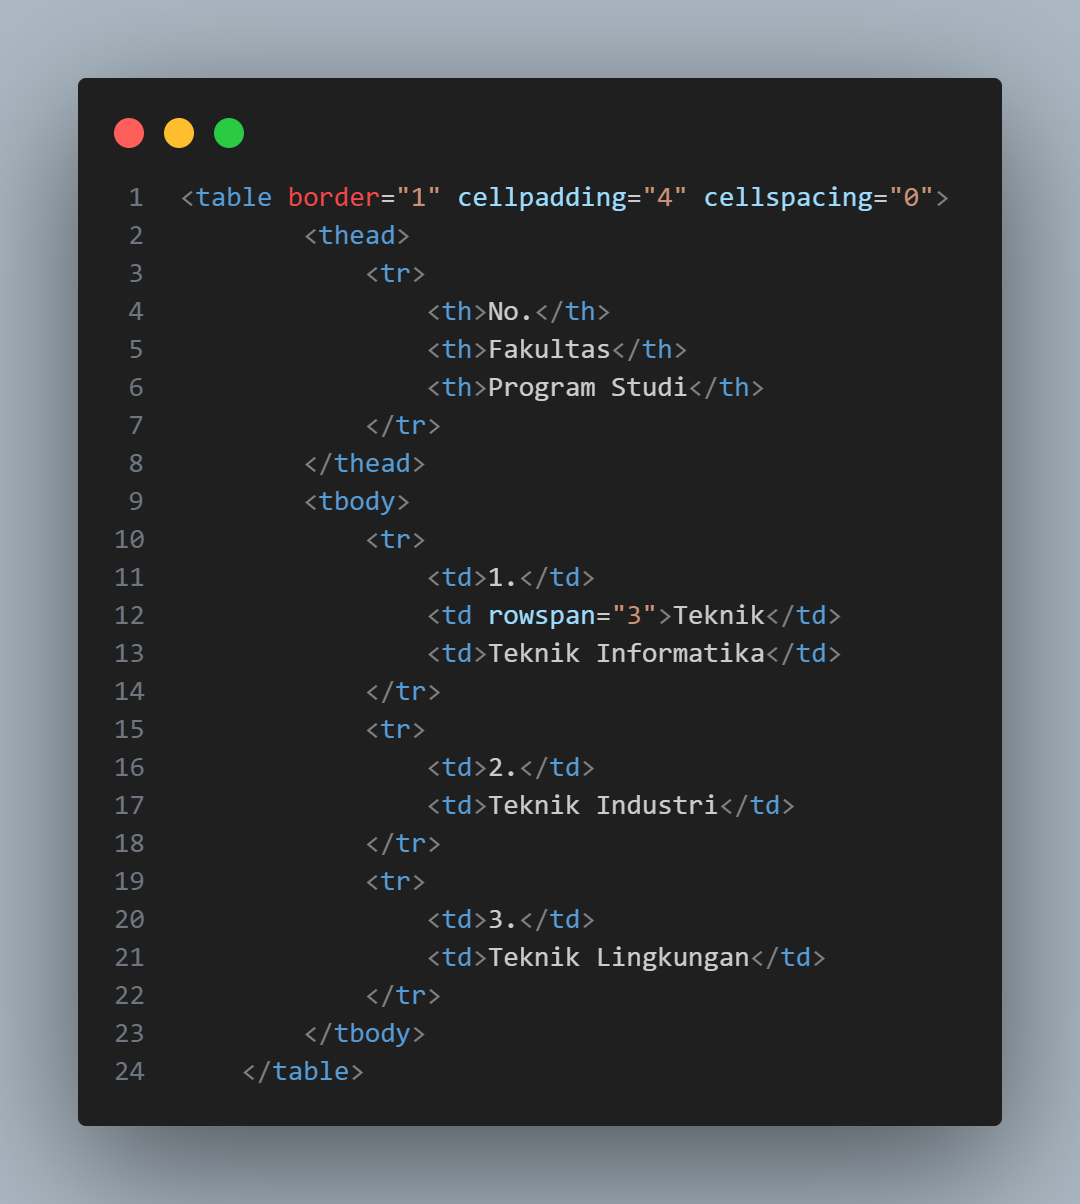 1 <table border="1" cellpadding="4" cellspacing="0">
2         <thead>
3             <tr>
4                 <th>No.</th>
5                 <th>Fakultas</th>
6                 <th>Program Studi</th>
7             </tr>
8         </thead>
9         <tbody>
10             <tr>
11                 <td>1.</td>
12                 <td rowspan="3">Teknik</td>
13                 <td>Teknik Informatika</td>
14             </tr>
15             <tr>
16                 <td>2.</td>
17                 <td>Teknik Industri</td>
18             </tr>
19             <tr>
20                 <td>3.</td>
21                 <td>Teknik Lingkungan</td>
22             </tr>
23         </tbody>
24     </table>